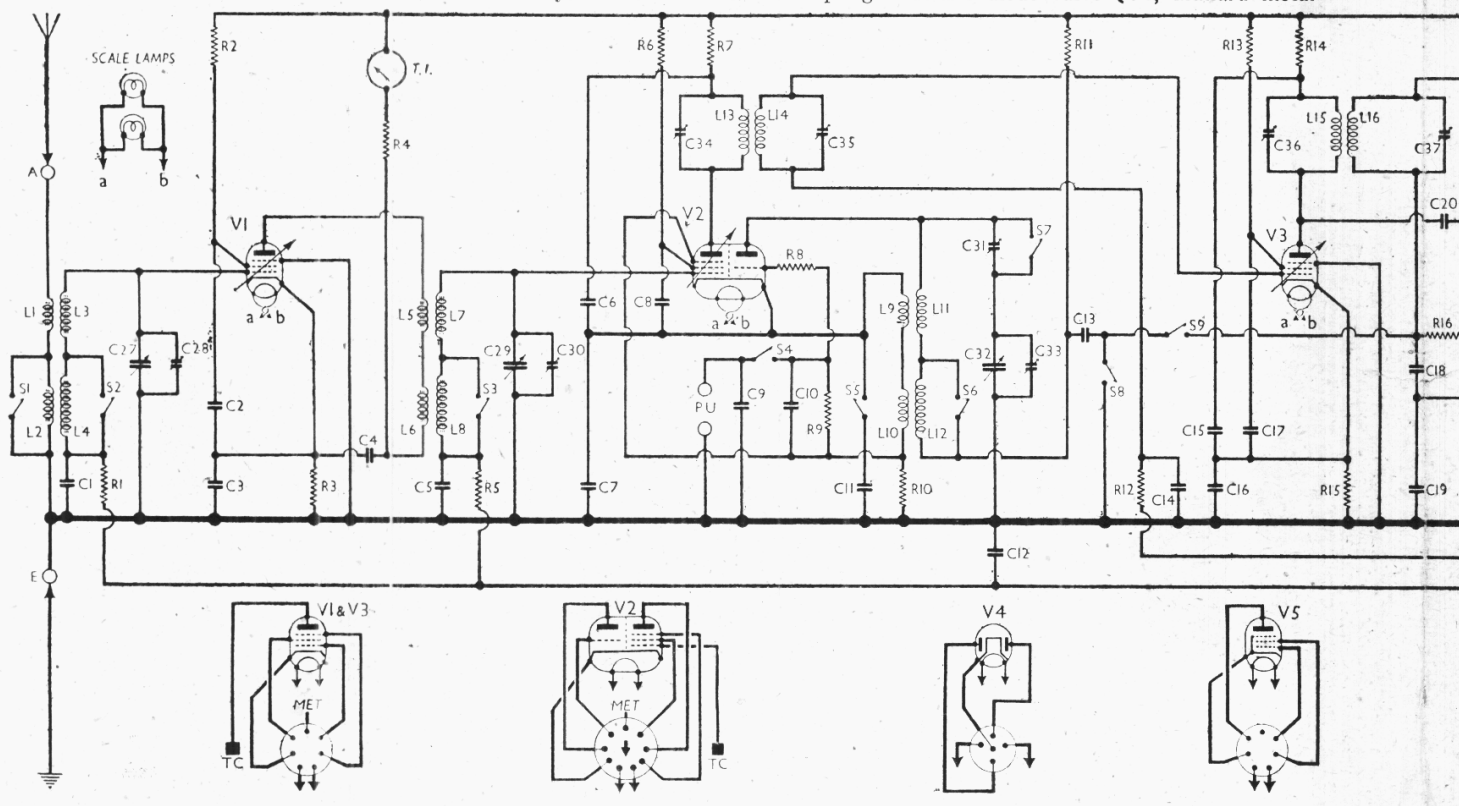 R2
R6
R7
R11
R13
R14
SCALE LAMPS
T.I.
L13
L14
L15
L16
C34
C35
C36
C37
R4
A
a b
C20
V1
V2
V3
C31
S7
R8
L1
L3
a b
L5
L7
C6
C8
a b
L9
L11
C13
S9
a b
R16
C27
C28
C29
C30
S4
C32
C33
C18
S1
S2
S3
PU
C9
C10
S5
S6
S8
L2
L4
C2
L6
L8
R9
L10
L12
C15
C17
C4
C1
R1
C3
R3
C5
R5
C7
C11
R10
R12
C14
C16
R15
C19
C12
E
V1 & V3
V2
V4
V5
MET
MET
TC
TC